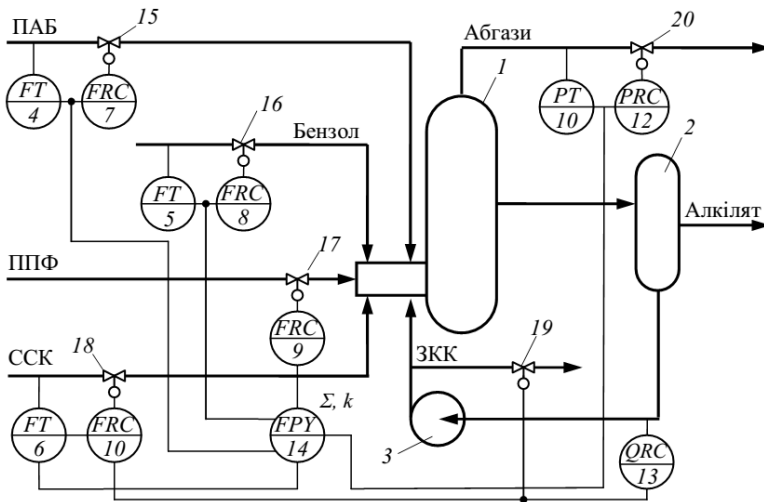 ПАБ
15
Абгази
20
FT
4
FRC
7
1
PT
10
PRC
12
16
Бензол
2
FT
5
FRC
8
Алкілят
ППФ
17
FRC
9
ССК
18
ЗКК
19
Σ, k
FT
6
FRC
10
FPY
14
3
QRC
13